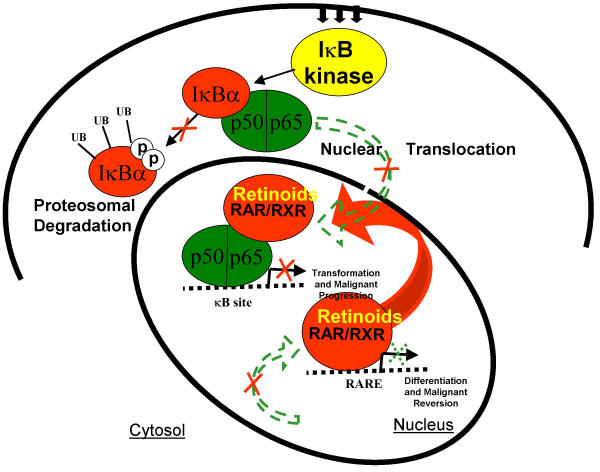 IκB
kinase
IκBα
p50 p65
UB
UB
UB
p
p
IκBα
Nuclear Translocation
Proteosomal
Degradation
Retinoids
RAR/RXR
p50 p65
κB site
Transformation
and Malignant
Progression
Retinoids
RAR/RXR
RARE
Differentiation
and Malignant
Reversion
Cytosol
Nucleus